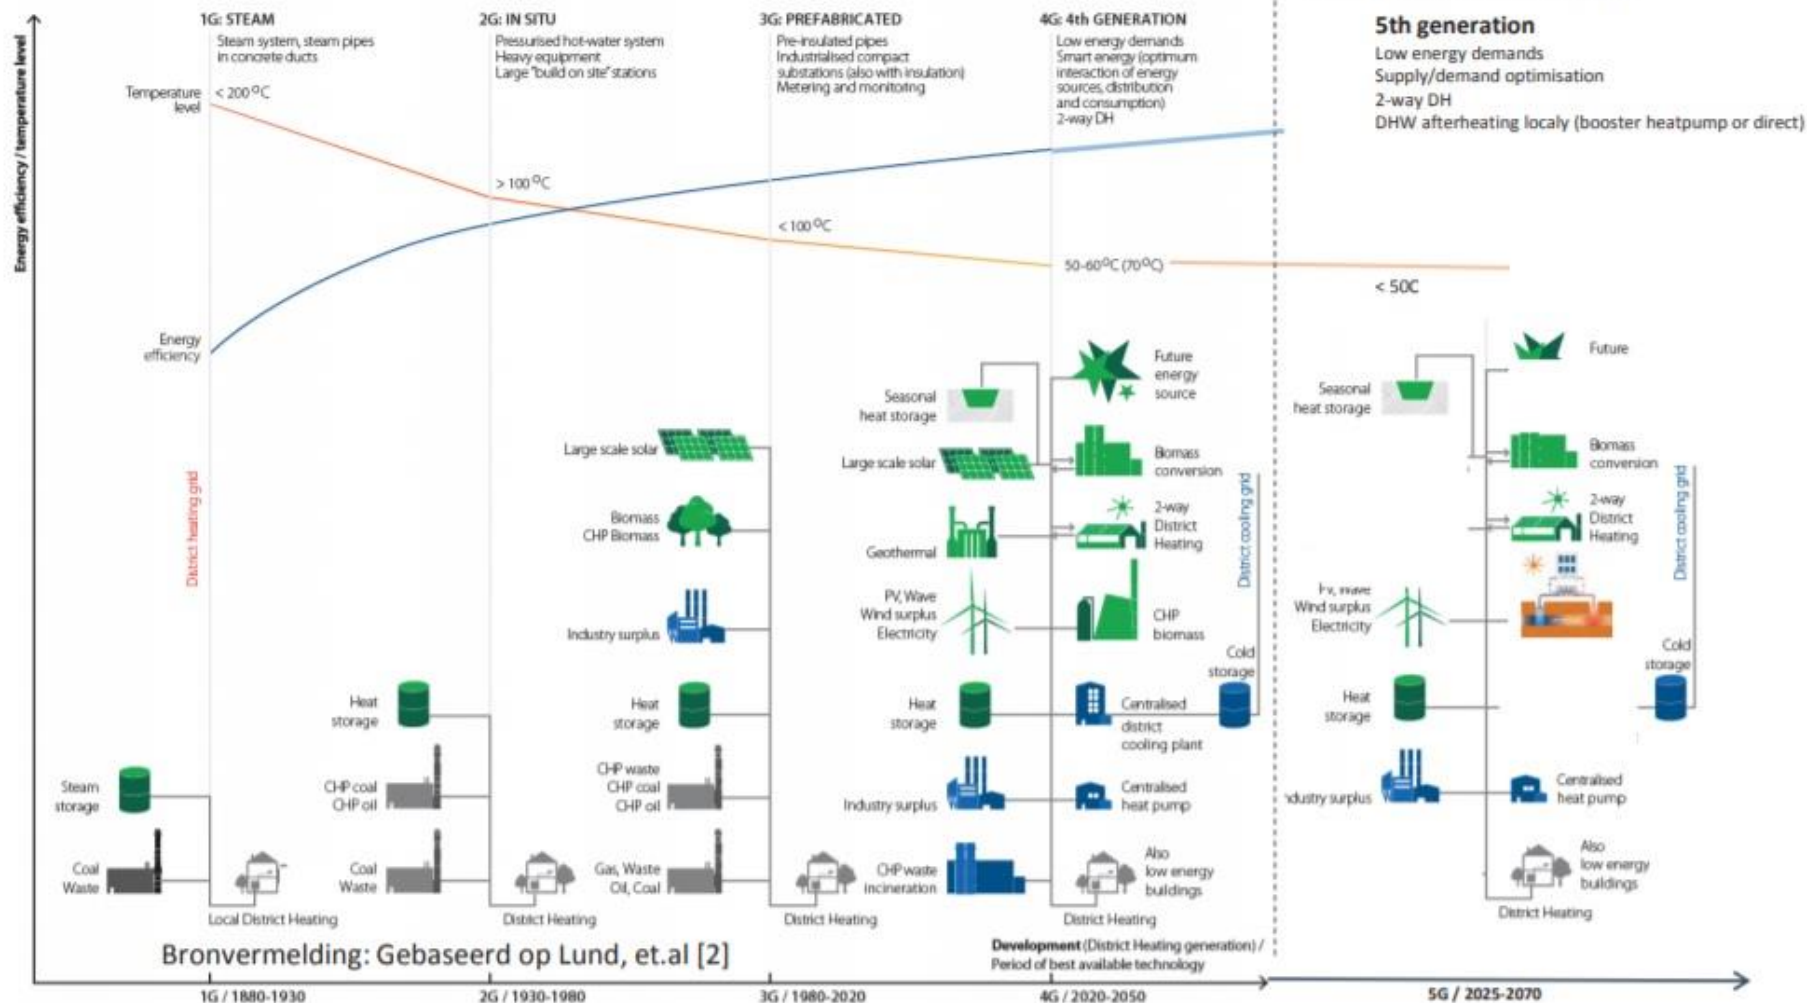 Energy efficiency / temperature level
1G: STEAM
Steam system, steam pipes
in concrete ducts
2G: IN SITU
Pressurised hot-water system
Heavy equipment
Large "build on site" stations
3G: PREFABRICATED
Pre-insulated pipes
Industrialised compact
substations (also with insulation)
Metering and monitoring
4G: 4th GENERATION
Low energy demands
Smart energy (optimum
interaction of energy
sources, distribution
and consumption)
2-way DH
5th generation
Low energy demands
Supply/demand optimisation
2-way DH
DHW afterheating localy (booster heatpump or direct)
Temperature
level
< 200 °C
> 100 °C
< 100 °C
50-60°C (70°C)
< 50C
Energy
efficiency
District heating grid
Steam
storage
Coal
Waste
Local District Heating
Heat
storage
CHP coal
CHP oil
Coal
Waste
District Heating
Large scale solar
Biomass
CHP Biomass
Industry surplus
Heat
storage
CHP waste
CHP coal
CHP oil
Gas, Waste
Oil, Coal
District Heating
Seasonal
heat storage
Large scale solar
Geothermal
PV, Wave
Wind surplus
Electricity
Heat
storage
Industry surplus
CHP waste
incineration
Future
energy
source
Biomass
conversion
2-way
District
Heating
CHP
biomass
Centralised
district
cooling plant
Centralised
heat pump
Also
low energy
buildings
District Heating
District cooling grid
Cold
storage
Seasonal
heat storage
PV, Wave
Wind surplus
Electricity
Heat
storage
ndustry surplus
Future
Biomass
conversion
2-way
District
Heating
Centralised
heat pump
Also
low energy
buildings
District Heating
District cooling grid
Cold
storage
Bronvermelding: Gebaseerd op Lund, et.al [2]
Development (District Heating generation) /
Period of best available technology
1G / 1880-1930
2G / 1930-1980
3G / 1980-2020
4G / 2020-2050
5G / 2025-2070